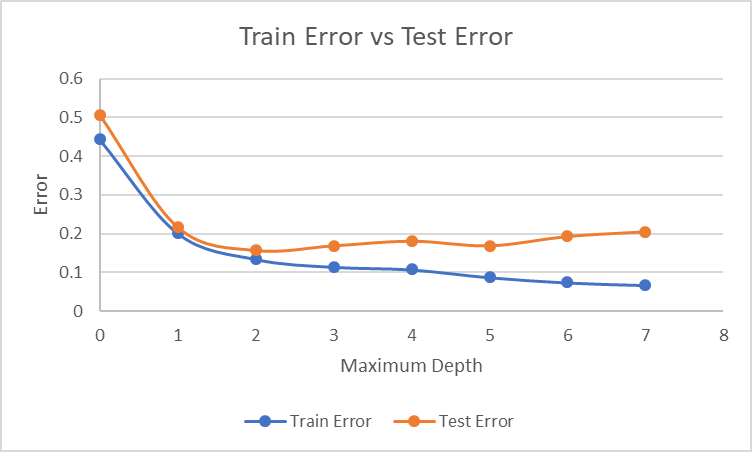 Train Error vs Test Error
0.6
0.5
0.4
0.3
0.2
0.1
0
Error
0 1 2 3 4 5 6 7 8
Maximum Depth
Train Error Test Error